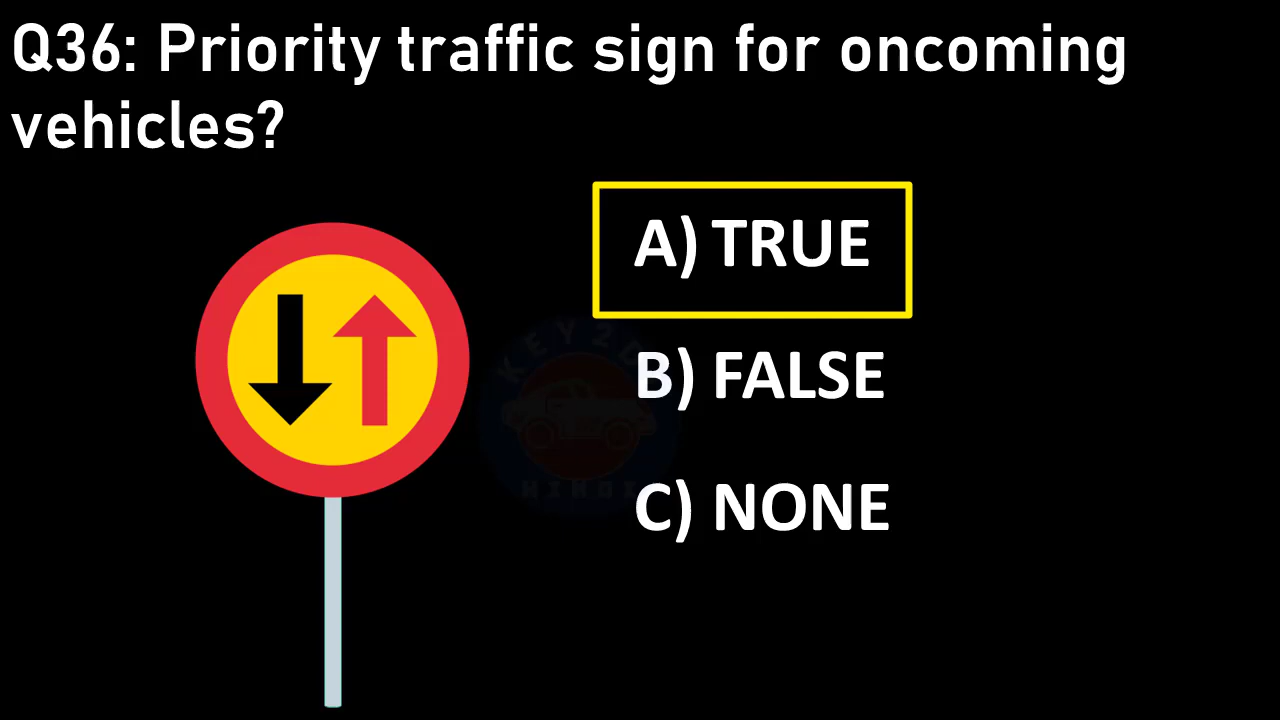 Q36: Priority traffic sign for oncoming
vehicles?
A) TRUE
B) FALSE
C) NONE